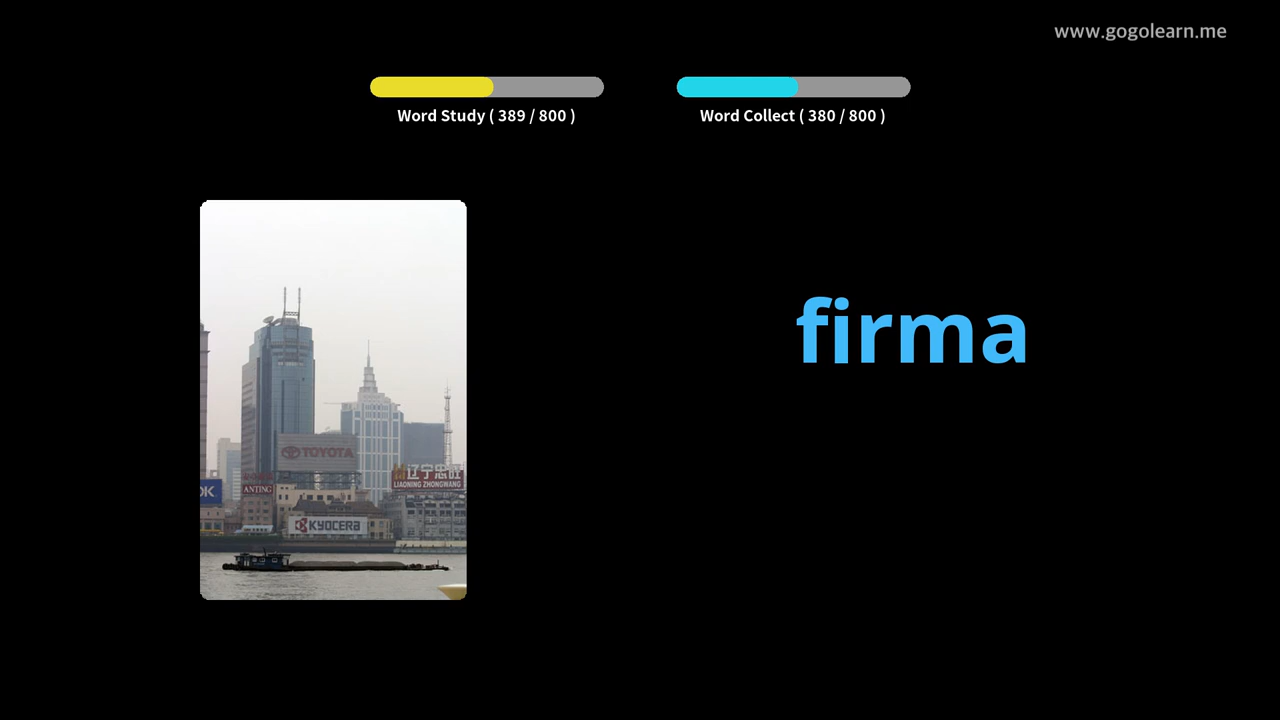 www.gogolearn.me
Word Study ( 389 / 800 )
Word Collect ( 380 / 800 )
firma
TOYOTA
辽宁忠旺
LIAONING ZHONGWANG
OK
ANTING
KYOCERA